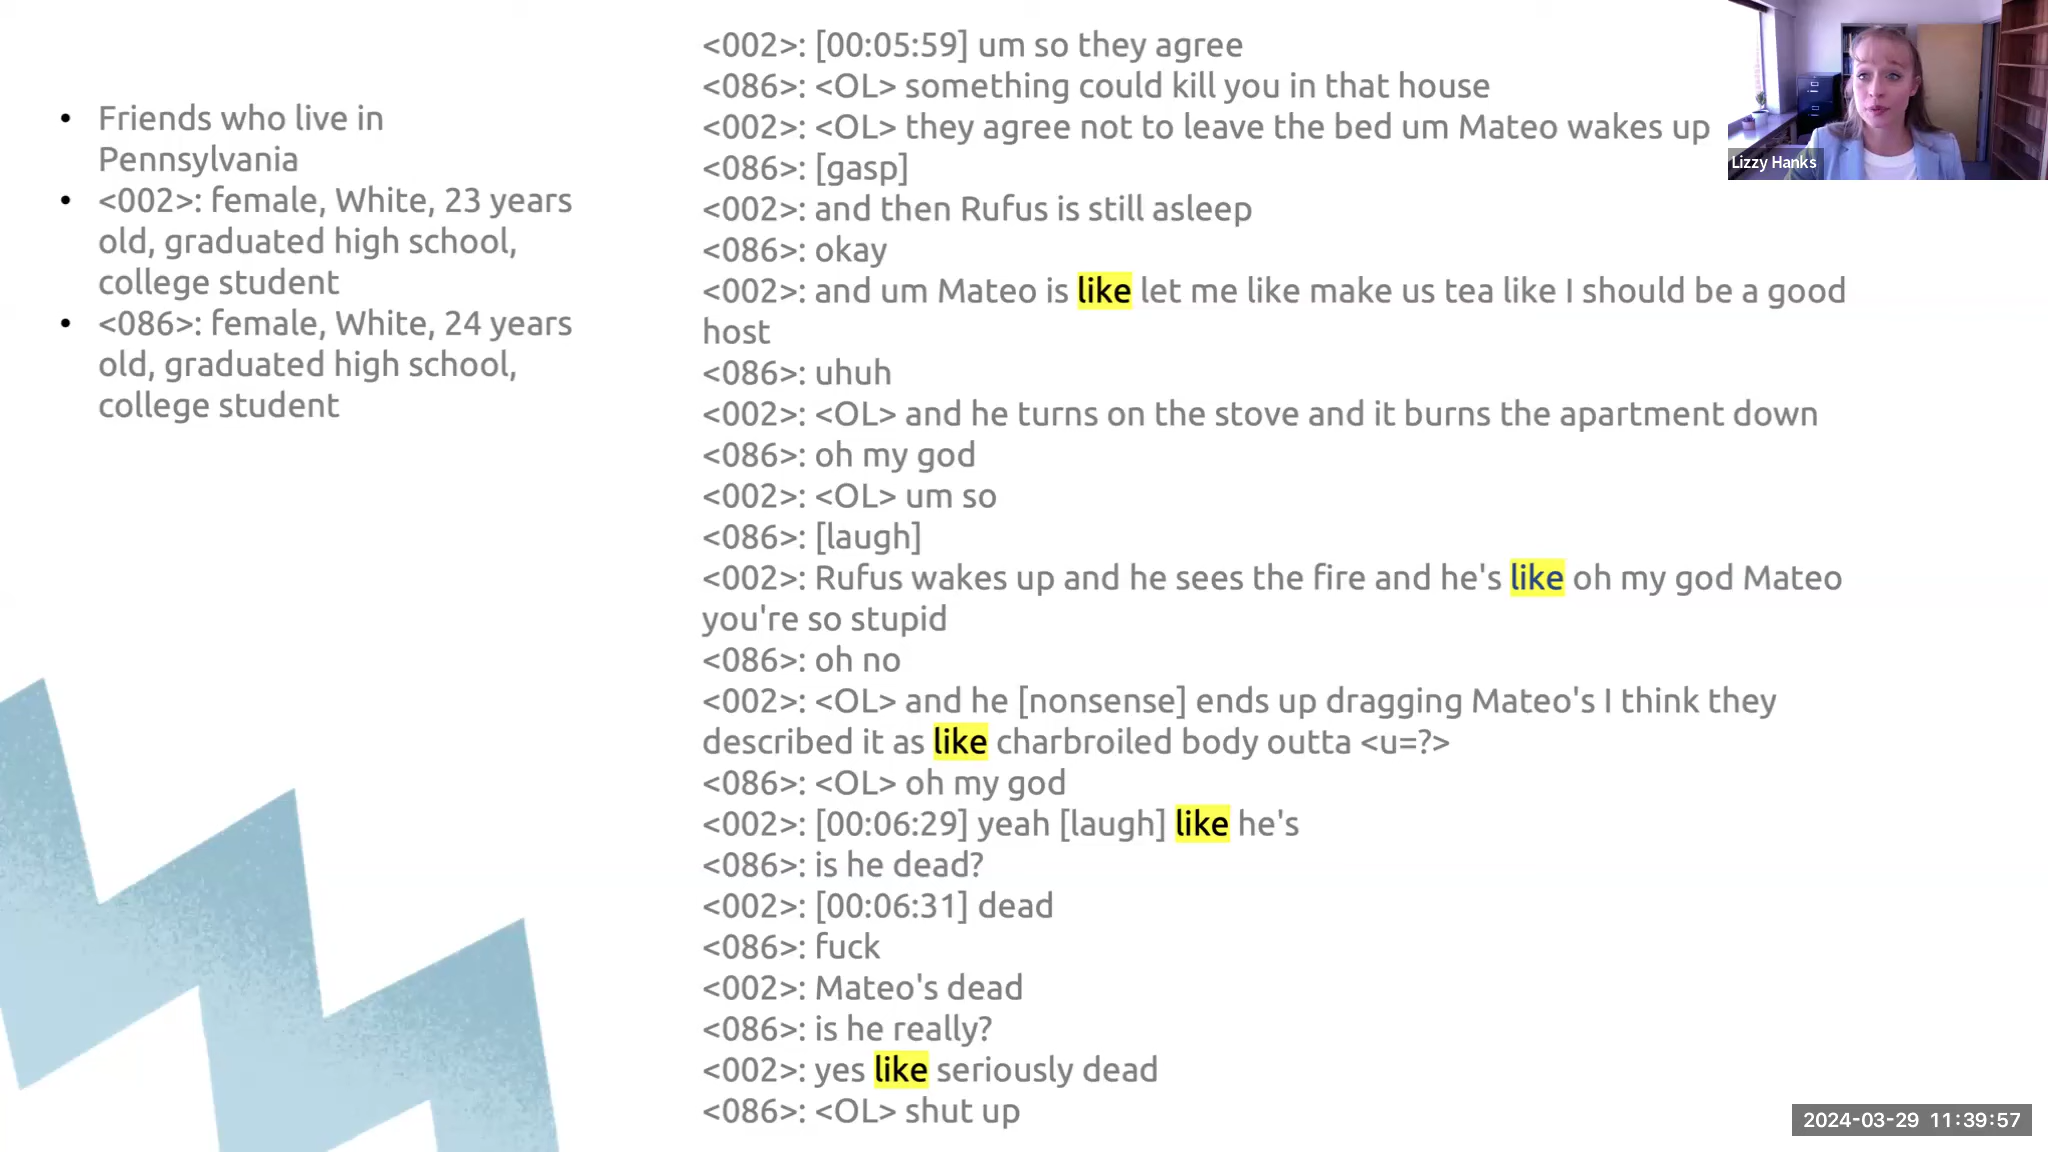 • Friends who live in
Pennsylvania
• <002>: female, White, 23 years
old, graduated high school,
college student
• <086>: female, White, 24 years
old, graduated high school,
college student
<002>: [00:05:59] um so they agree
<086>: <OL> something could kill you in that house
<002>: <OL> they agree not to leave the bed um Mateo wakes up
<086>: [gasp]
<002>: and then Rufus is still asleep
<086>: okay
<002>: and um Mateo is like let me like make us tea like I should be a good
host
<086>: uhuh
<002>: <OL> and he turns on the stove and it burns the apartment down
<086>: oh my god
<002>: <OL> um so
<086>: [laugh]
<002>: Rufus wakes up and he sees the fire and he's like oh my god Mateo
you're so stupid
<086>: oh no
<002>: <OL> and he [nonsense] ends up dragging Mateo's I think they
described it as like charbroiled body outta <u=?>
<086>: <OL> oh my god
<002>: [00:06:29] yeah [laugh] like he's
<086>: is he dead?
<002>: [00:06:31] dead
<086>: fuck
<002>: Mateo's dead
<086>: is he really?
<002>: yes like seriously dead
<086>: <OL> shut up
Lizzy Hanks
2024-03-29 11:39:57